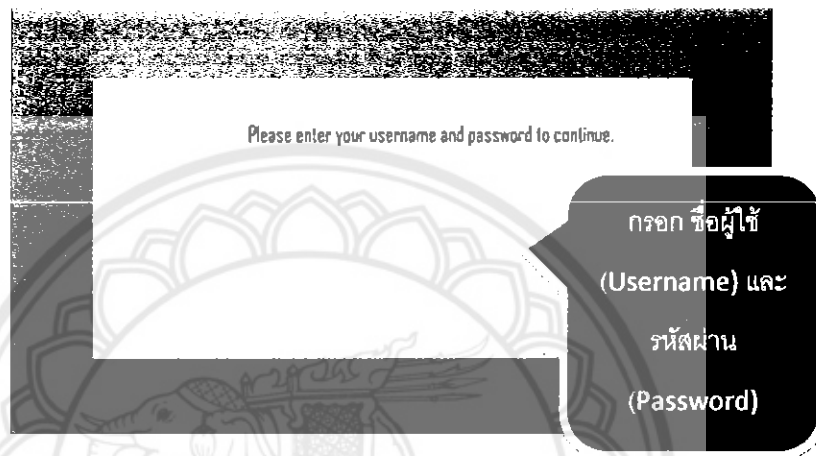 Please enter your username and password to continue.
กรอก ชื่อผู้ใช้
(Username) และ
รหัสผ่าน
(Password)